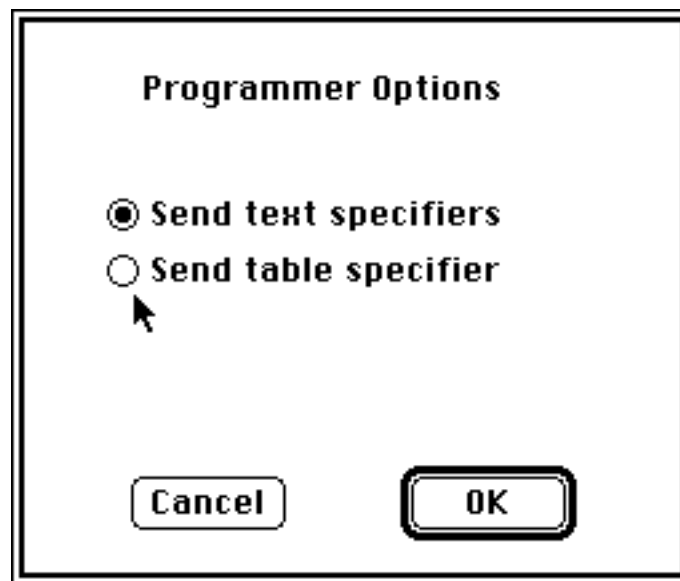 Programmer Options
Send text specifiers
Send table specifier
Cancel
OK